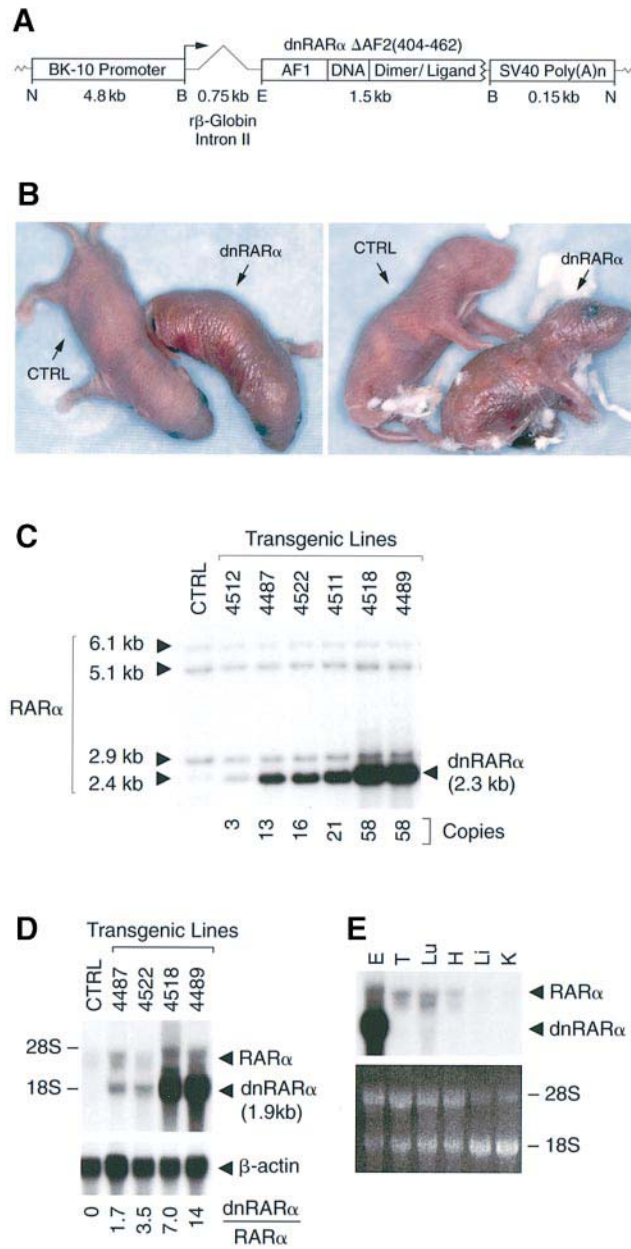 A
dnRARα ΔAF2(404-462)
BK-10 Promoter
AF1
DNA
Dimer/ Ligand
SV40 Poly(A)n
N
4.8 kb
B
0.75 kb
E
1.5 kb
B
0.15 kb
N
rβ-Globin
Intron II
B
CTRL
dnRARα
CTRL
dnRARα
C
Transgenic Lines
CTRL
4512
4487
4522
4511
4518
4489
RARα
6.1 kb
5.1 kb
2.9 kb
2.4 kb
dnRARα
(2.3 kb)
3
13
16
21
58
58
Copies
D
Transgenic Lines
CTRL
4487
4522
4518
4489
28S
18S
RARα
dnRARα
(1.9kb)
β-actin
0
1.7
3.5
7.0
14
dnRARα
RARα
E
E
T
Lu
H
Li
K
RARα
dnRARα
28S
18S